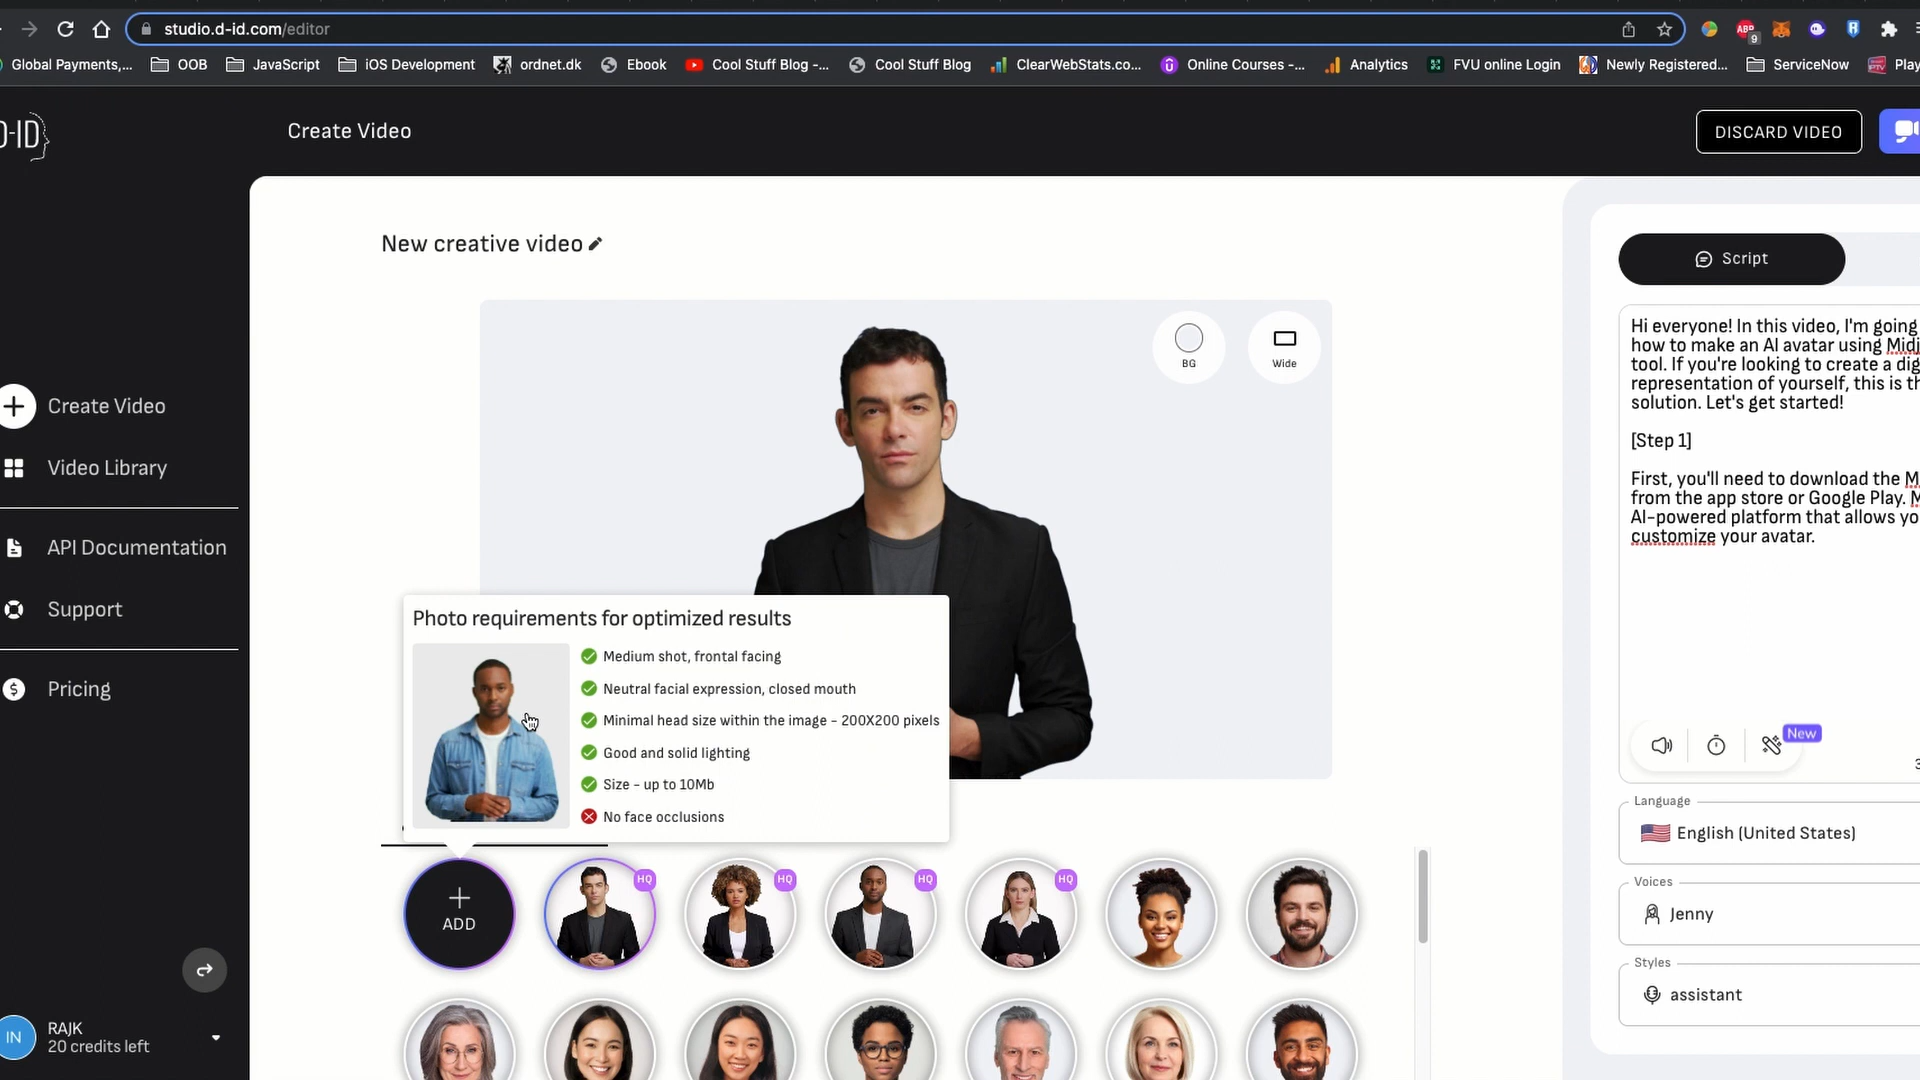 studio.d-id.com/editor
ABP
9
Global Payments,...
OOB
JavaScript
iOS Development
ordnet.dk
Ebook
Cool Stuff Blog -...
Cool Stuff Blog
ClearWebStats.co...
Online Courses -...
Analytics
FVU online Login
Newly Registered...
ServiceNow
Play
D-ID
Create Video
DISCARD VIDEO
New creative video
BG
Wide
Create Video
Video Library
API Documentation
Support
Pricing
IN
RAJK
20 credits left
Photo requirements for optimized results
Medium shot, frontal facing
Neutral facial expression, closed mouth
Minimal head size within the image - 200X200 pixels
Good and solid lighting
Size - up to 10Mb
No face occlusions
ADD
HQ
HQ
HQ
HQ
Script
Hi everyone! In this video, I'm going
how to make an AI avatar using Midj
tool. If you're looking to create a dig
representation of yourself, this is th
solution. Let's get started!
[Step 1]
First, you'll need to download the M
from the app store or Google Play. M
AI-powered platform that allows yo
customize your avatar.
New
3
Language
English (United States)
Voices
Jenny
Styles
assistant